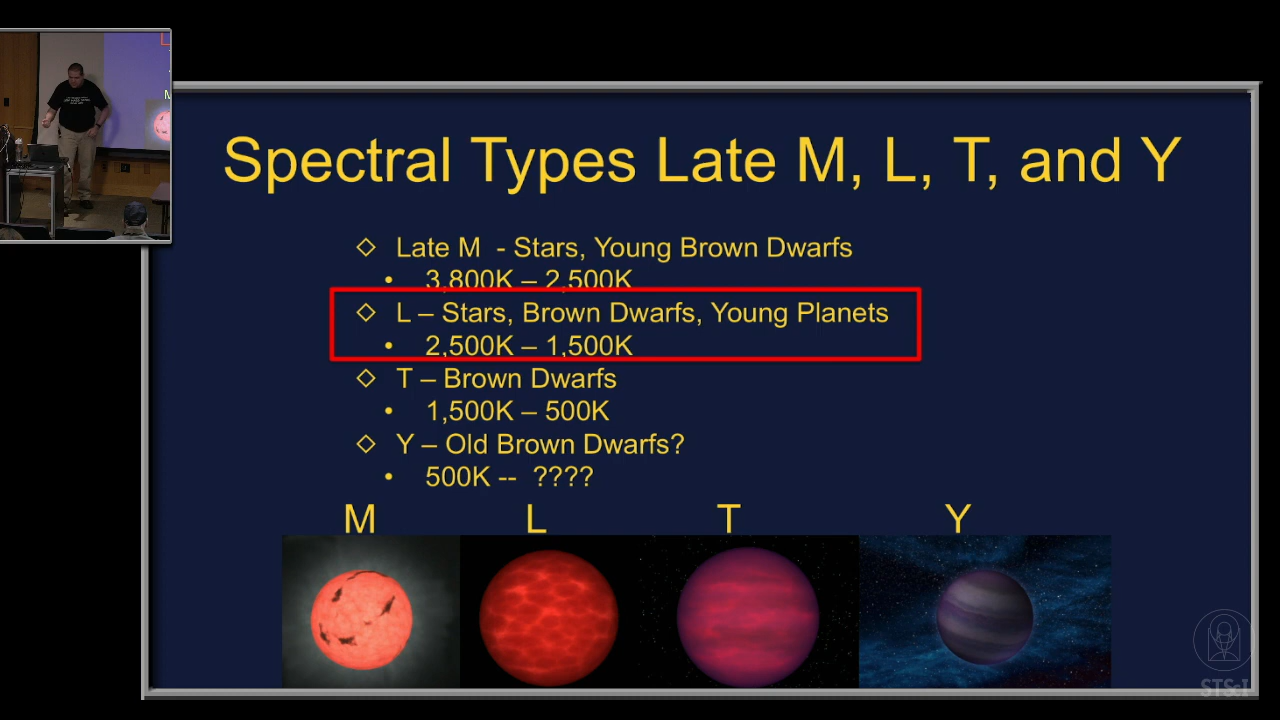 Spectral Types Late M, L, T, and Y
Late M - Stars, Young Brown Dwarfs
3,800K – 2,500K
L – Stars, Brown Dwarfs, Young Planets
2,500K – 1,500K
T – Brown Dwarfs
1,500K – 500K
Y – Old Brown Dwarfs?
500K -- ????
M L T Y
STScI